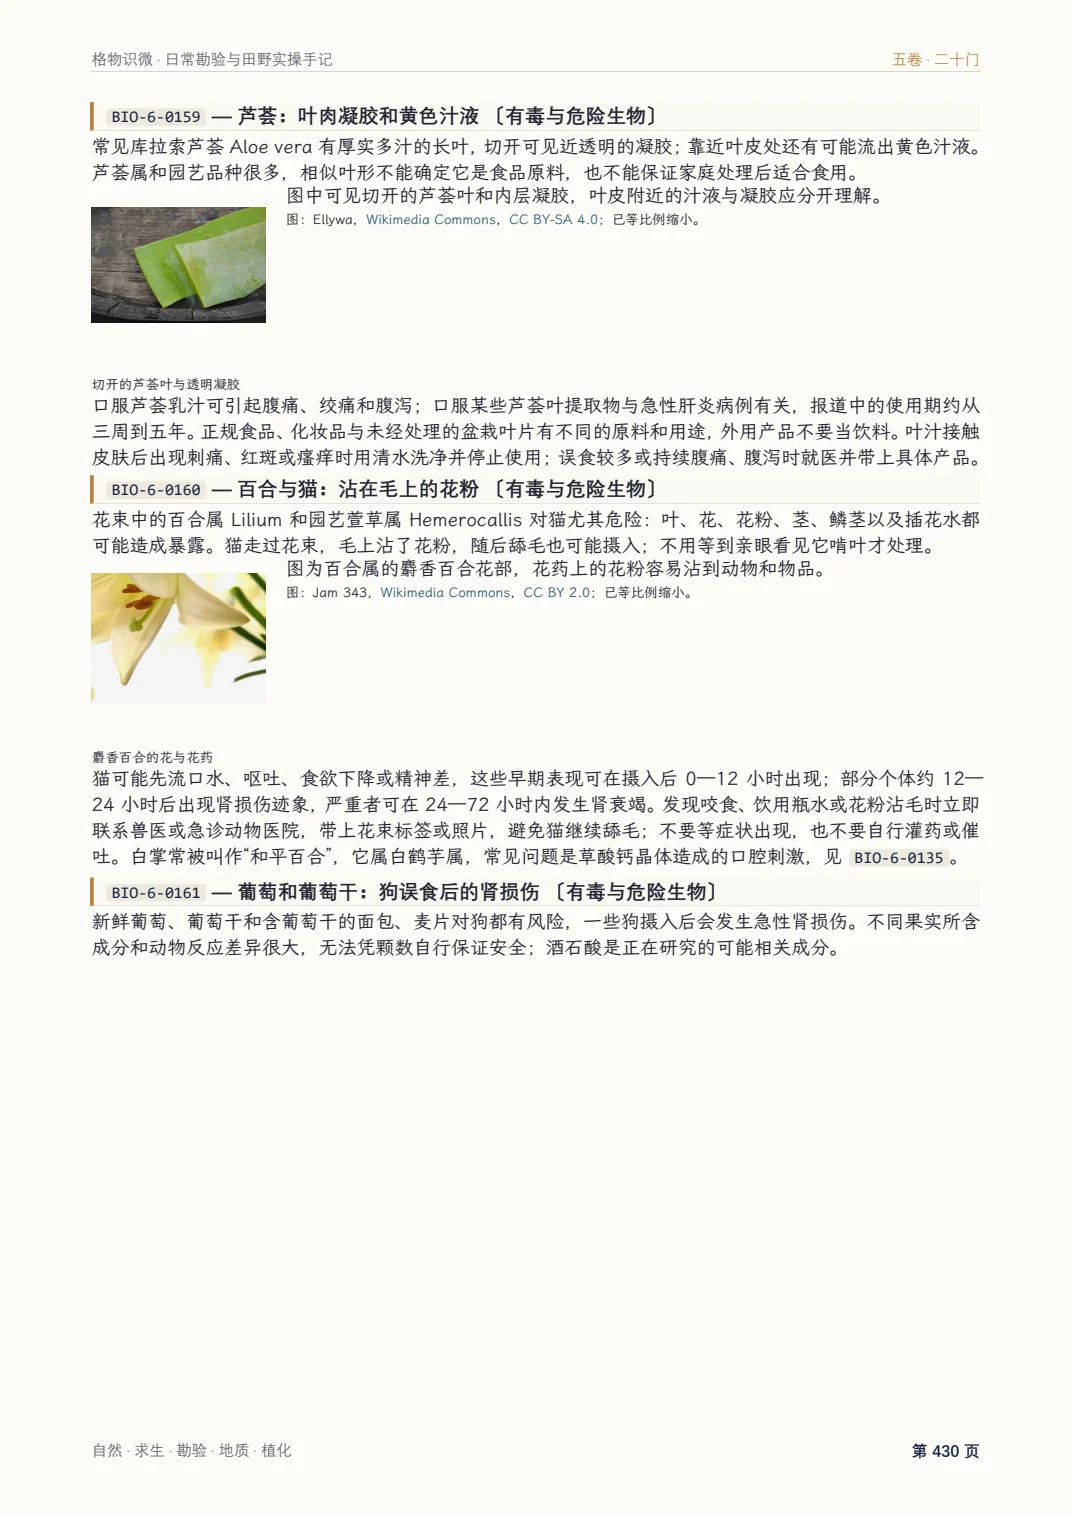 格物识微 · 日常勘验与田野实操手记
五卷 · 二十门
BIO-6-0159 — 芦荟：叶肉凝胶和黄色汁液 〔有毒与危险生物〕
常见库拉索芦荟 Aloe vera 有厚实多汁的长叶，切开可见近透明的凝胶；靠近叶皮处还有可能流出黄色汁液。
芦荟属和园艺品种很多，相似叶形不能确定它是食品原料，也不能保证家庭处理后适合食用。
图中可见切开的芦荟叶和内层凝胶，叶皮附近的汁液与凝胶应分开理解。
图：Ellywa，Wikimedia Commons，CC BY-SA 4.0；已等比例缩小。
切开的芦荟叶与透明凝胶
口服芦荟乳汁可引起腹痛、绞痛和腹泻；口服某些芦荟叶提取物与急性肝炎病例有关，报道中的使用期约从
三周到五年。正规食品、化妆品与未经处理的盆栽叶片有不同的原料和用途，外用产品不要当饮料。叶汁接触
皮肤后出现刺痛、红斑或瘙痒时用清水洗净并停止使用；误食较多或持续腹痛、腹泻时就医并带上具体产品。
BIO-6-0160 — 百合与猫：沾在毛上的花粉 〔有毒与危险生物〕
花束中的百合属 Lilium 和园艺萱草属 Hemerocallis 对猫尤其危险：叶、花、花粉、茎、鳞茎以及插花水都
可能造成暴露。猫走过花束，毛上沾了花粉，随后舔毛也可能摄入；不用等到亲眼看见它啃叶才处理。
图为百合属的麝香百合花部，花药上的花粉容易沾到动物和物品。
图：Jam 343，Wikimedia Commons，CC BY 2.0；已等比例缩小。
麝香百合的花与花药
猫可能先流口水、呕吐、食欲下降或精神差，这些早期表现可在摄入后 0—12 小时出现；部分个体约 12—
24 小时后出现肾损伤迹象，严重者可在 24—72 小时内发生肾衰竭。发现咬食、饮用瓶水或花粉沾毛时立即
联系兽医或急诊动物医院，带上花束标签或照片，避免猫继续舔毛；不要等症状出现，也不要自行灌药或催
吐。白掌常被叫作“和平百合”，它属白鹤芋属，常见问题是草酸钙晶体造成的口腔刺激，见 BIO-6-0135。
BIO-6-0161 — 葡萄和葡萄干：狗误食后的肾损伤 〔有毒与危险生物〕
新鲜葡萄、葡萄干和含葡萄干的面包、麦片对狗都有风险，一些狗摄入后会发生急性肾损伤。不同果实所含
成分和动物反应差异很大，无法凭颗数自行保证安全；酒石酸是正在研究的可能相关成分。
自然 · 求生 · 勘验 · 地质 · 植化
第 430 页